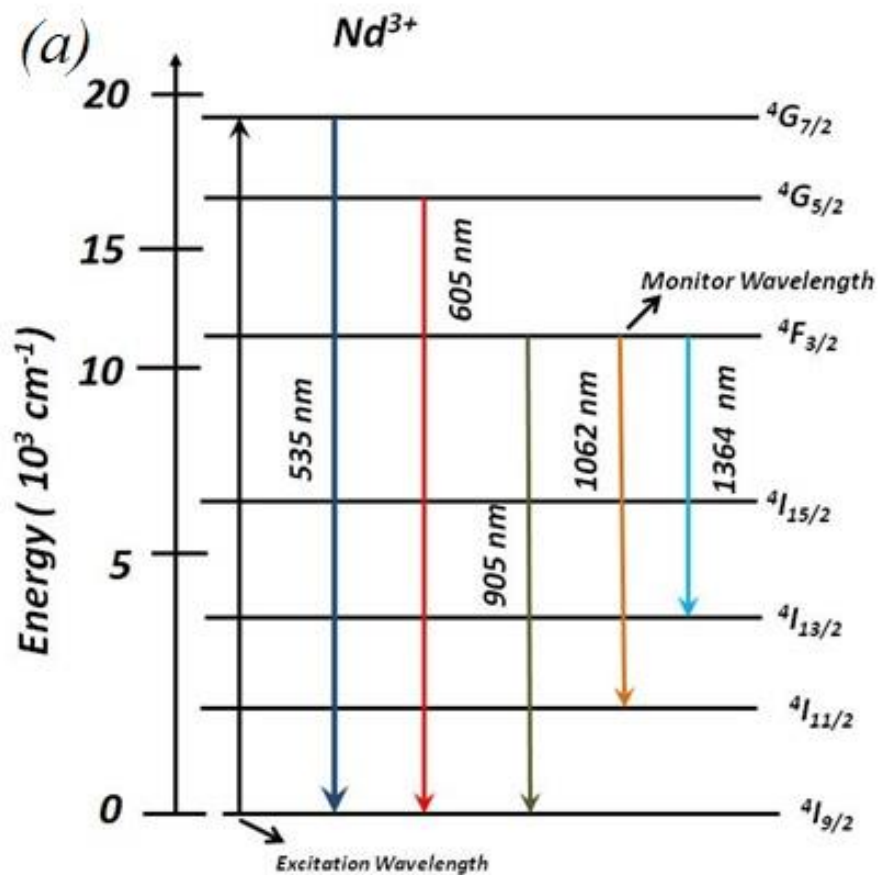 (a)
Nd³⁺
20
⁴G₇/₂
⁴G₅/₂
15
605 nm
Monitor Wavelength
⁴F₃/₂
10
Energy ( 10³ cm⁻¹)
535 nm
1062 nm
1364 nm
⁴I₁₅/₂
905 nm
5
⁴I₁₃/₂
⁴I₁₁/₂
0
⁴I₉/₂
Excitation Wavelength